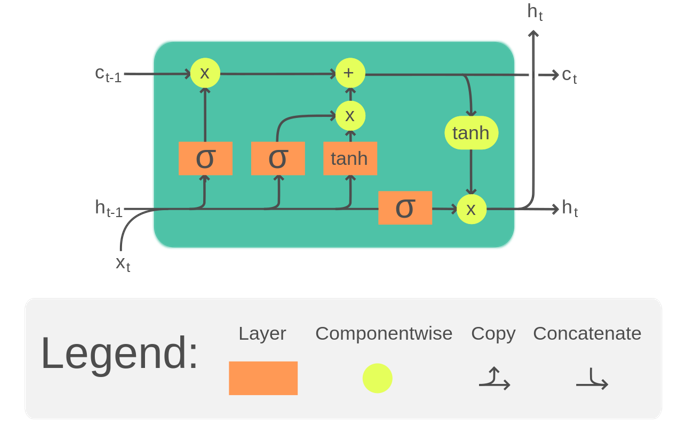 h_t
c_t-1 x + c_t
x
σ σ tanh tanh
h_t-1 σ x h_t
x_t
Layer Componentwise Copy Concatenate
Legend: